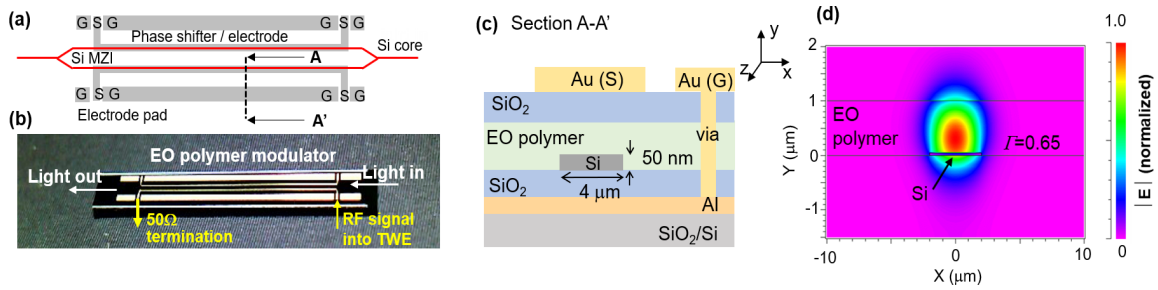 (a)
G S G G S G
Phase shifter / electrode
Si core
Si MZI
A
G S G G S G
Electrode pad
A'
(b)
EO polymer modulator
Light out
Light in
50Ω
termination
RF signal
into TWE
(c) Section A-A'
y
x
z
Au (S) Au (G)
SiO2
EO polymer
via
Si
50 nm
4 μm
SiO2
Al
SiO2/Si
(d)
Y (μm)
2
1
0
-1
EO
polymer
Γ=0.65
Si
-10 0 10
X (μm)
1.0
0
| E | (normalized)